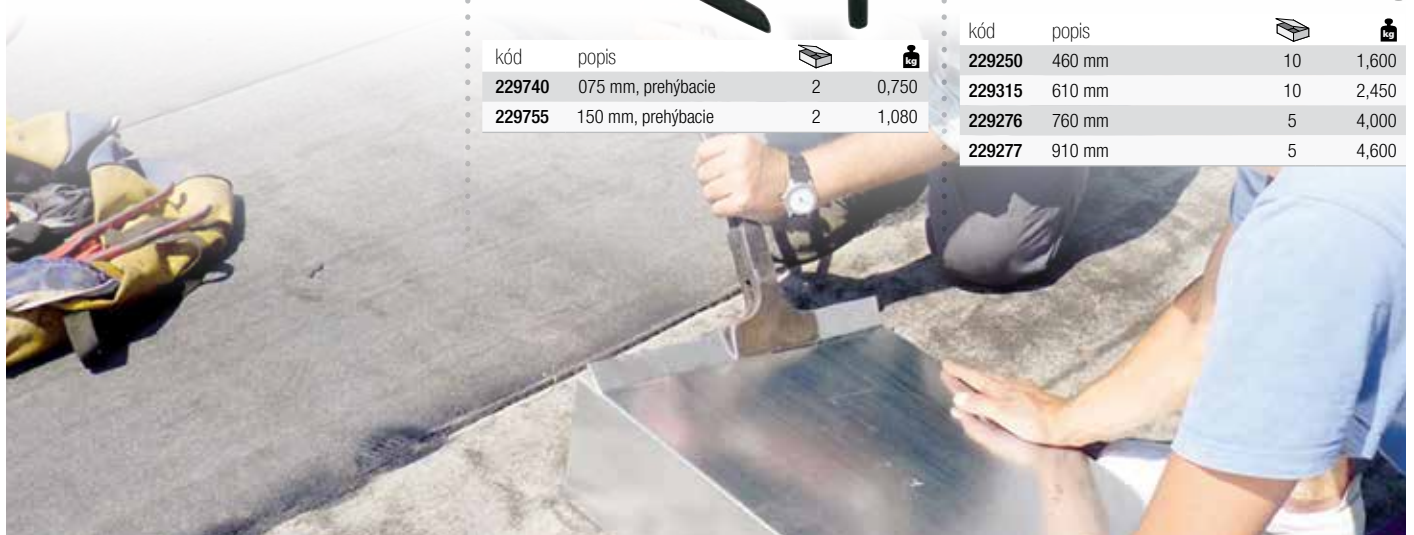 kód popis kg
229740 075 mm, prehýbacie 2 0,750
229755 150 mm, prehýbacie 2 1,080
kód popis kg
229250 460 mm 10 1,600
229315 610 mm 10 2,450
229276 760 mm 5 4,000
229277 910 mm 5 4,600